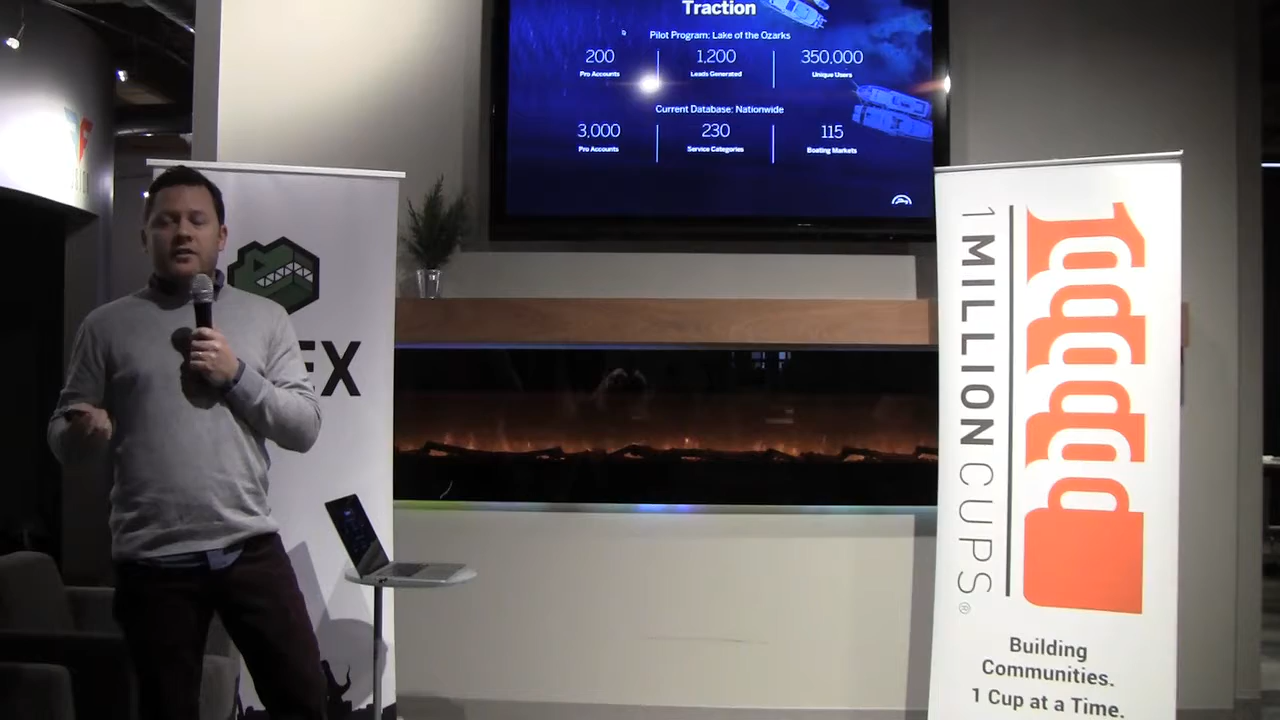 Traction
Pilot Program: Lake of the Ozarks
200
Pro Accounts
1,200
Leads Generated
350,000
Unique Users
Current Database: Nationwide
3,000
Pro Accounts
230
Service Categories
115
Boating Markets
EX
1 MILLION CUPS®
Building
Communities.
1 Cup at a Time.